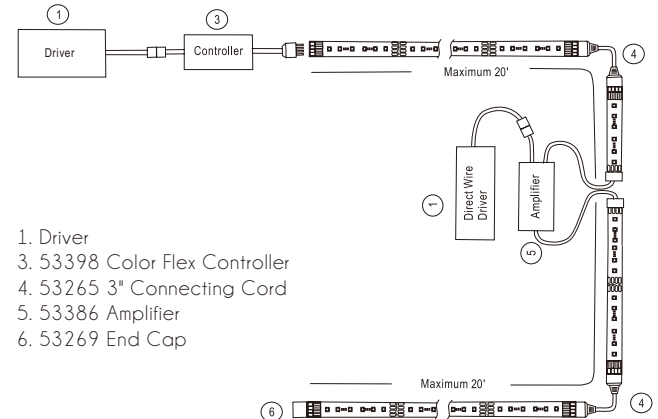 1
3
Driver
Controller
4
Maximum 20'
1
Direct Wire
Driver
Amplifier
5
1. Driver
3. 53398 Color Flex Controller
4. 53265 3" Connecting Cord
5. 53386 Amplifier
6. 53269 End Cap
Maximum 20'
6
4